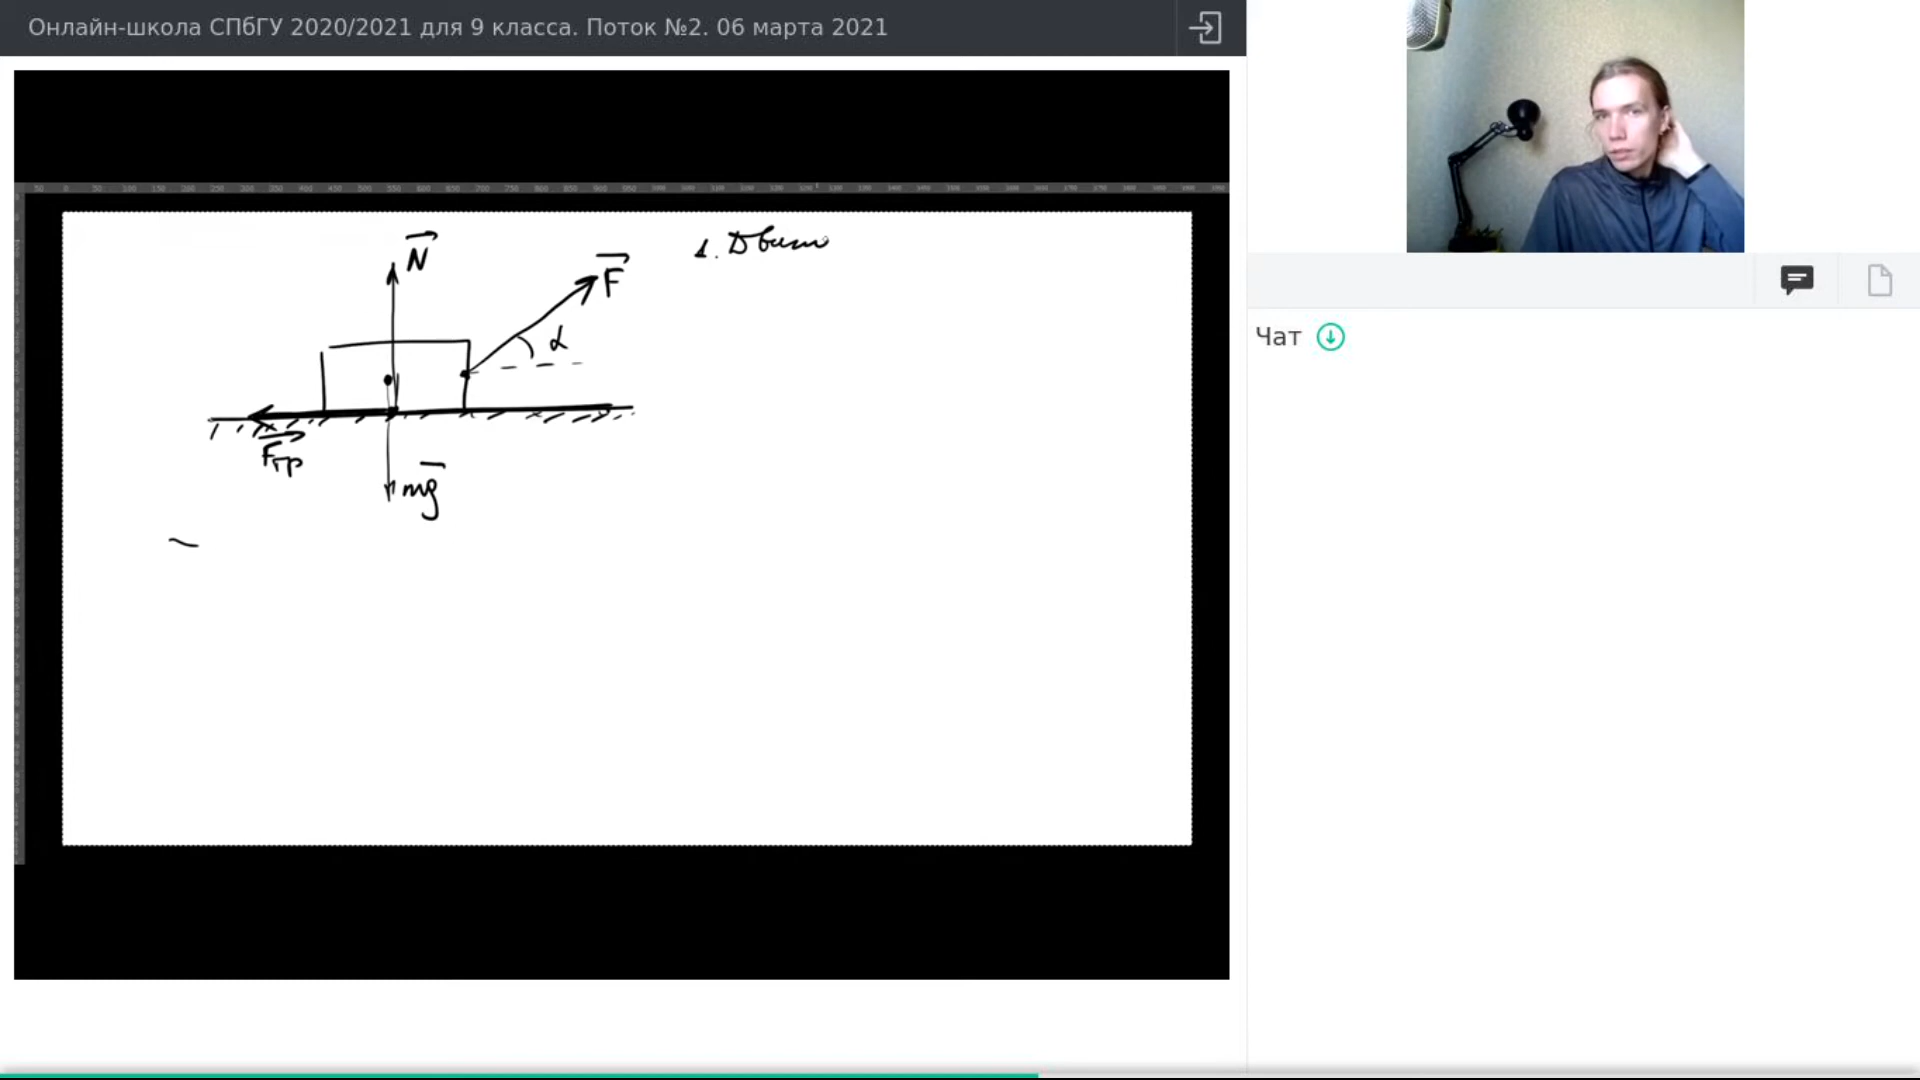 Онлайн-школа СПбГУ 2020/2021 для 9 класса. Поток №2. 06 марта 2021
N
F
1.
α
Fтр
mg
Чат